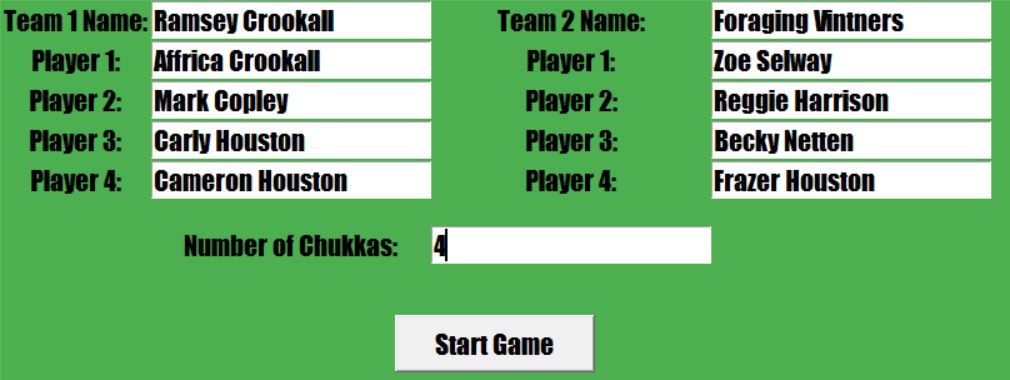 Team 1 Name: Ramsey Crookall Team 2 Name: Foraging Vintners
Player 1: Affrica Crookall Player 1: Zoe Selway
Player 2: Mark Copley Player 2: Reggie Harrison
Player 3: Carly Houston Player 3: Becky Netten
Player 4: Cameron Houston Player 4: Frazer Houston
Number of Chukkas: 4
Start Game